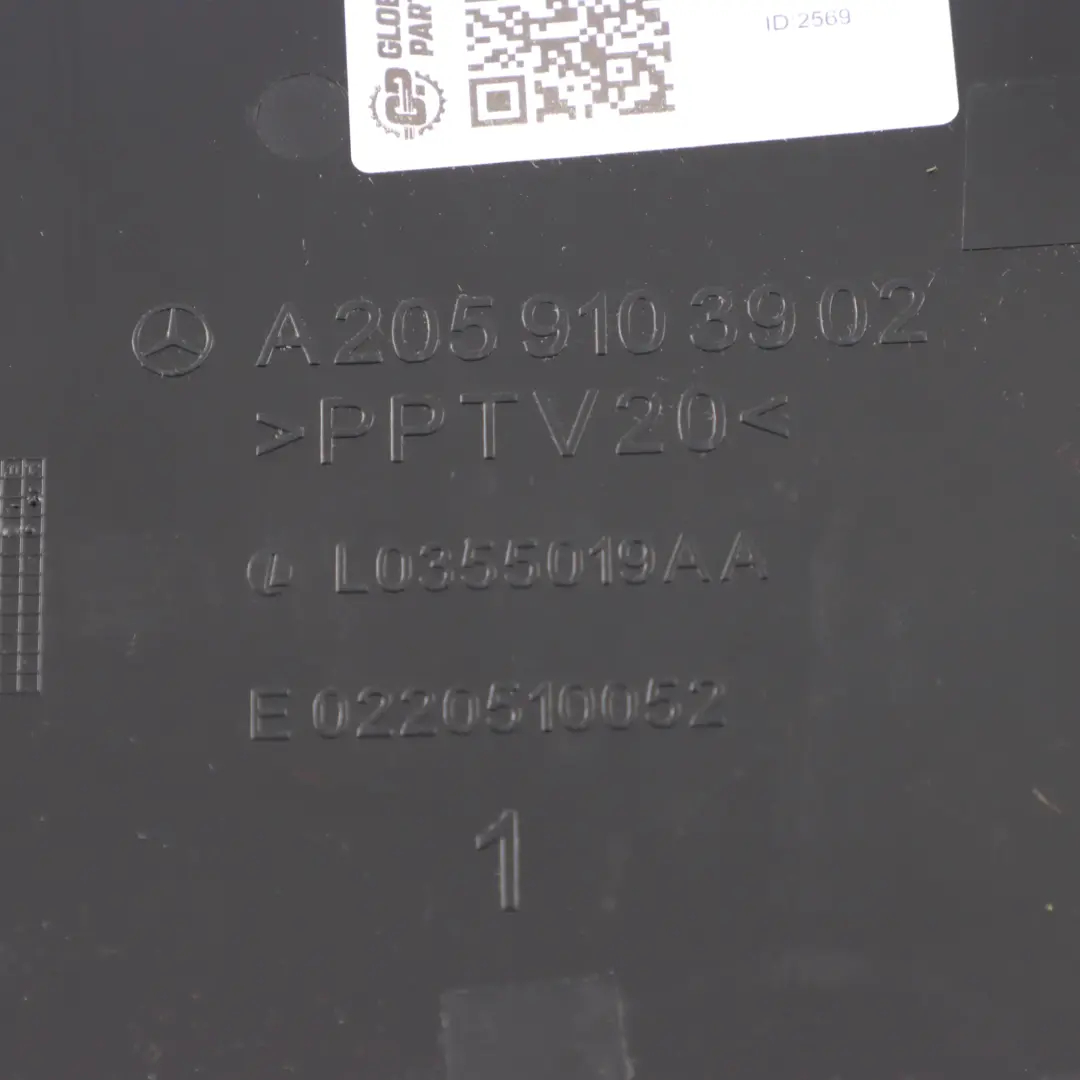 ID 2569
A 205 910 39 02
>PPTV20<
L0355019AA
E 0220510052
1